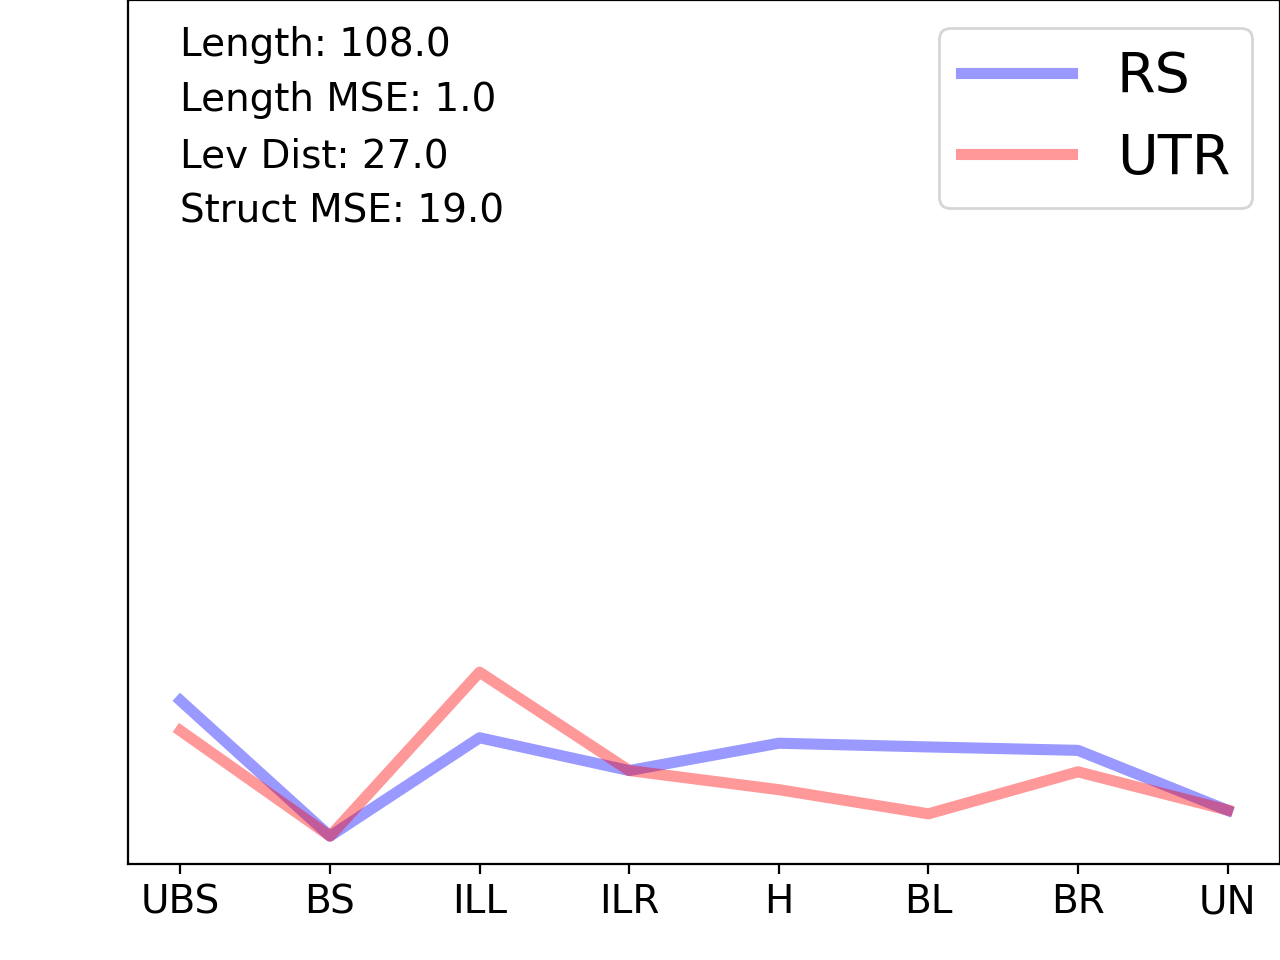 Length: 108.0
Length MSE: 1.0
Lev Dist: 27.0
Struct MSE: 19.0
RS
UTR
UBS BS ILL ILR H BL BR UN